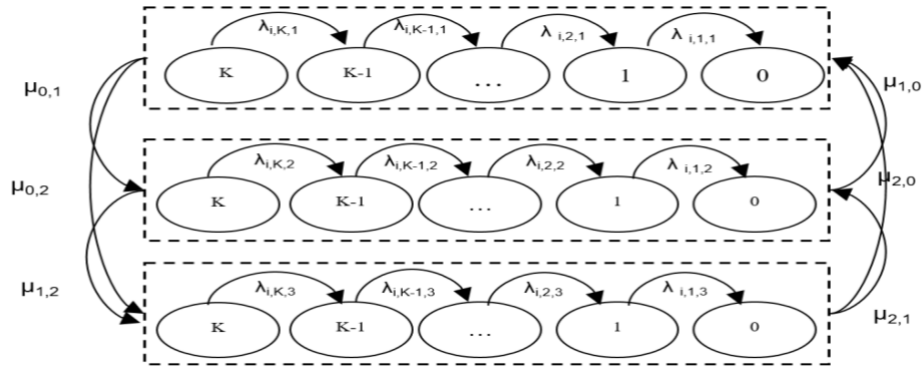 λi,K,1 λi,K-1,1 λ i,2,1 λ i,1,1
K K-1 ... 1 0
μ0,1 μ1,0
λi,K,2 λi,K-1,2 λi,2,2 λ i,1,2
μ0,2 μ2,0
K K-1 ... 1 0
μ1,2
λi,K,3 λi,K-1,3 λi,2,3 λ i,1,3
μ2,1
K K-1 ... 1 0